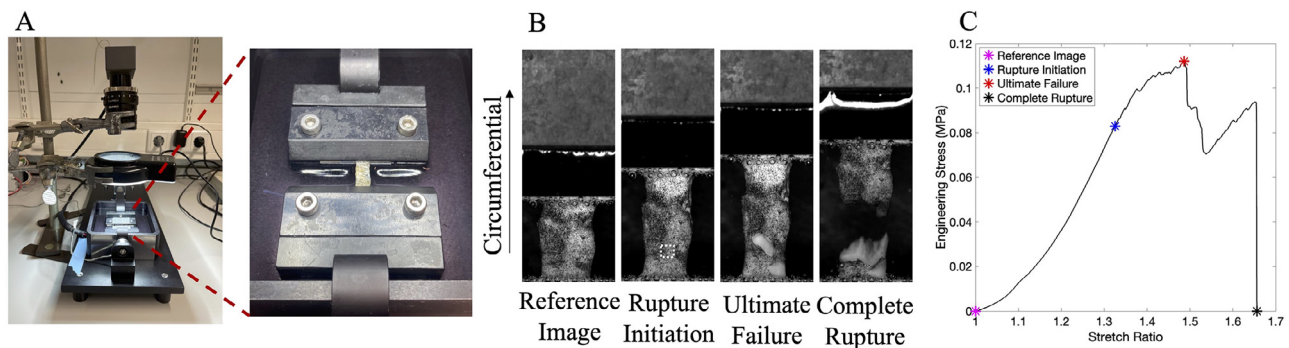 A
B
Circumferential
Reference
Image
Rupture
Initiation
Ultimate
Failure
Complete
Rupture
C
Engineering Stress (MPa)
0.12
0.1
0.08
0.06
0.04
0.02
0
Reference Image
Rupture Initiation
Ultimate Failure
Complete Rupture
1 1.1 1.2 1.3 1.4 1.5 1.6 1.7
Stretch Ratio